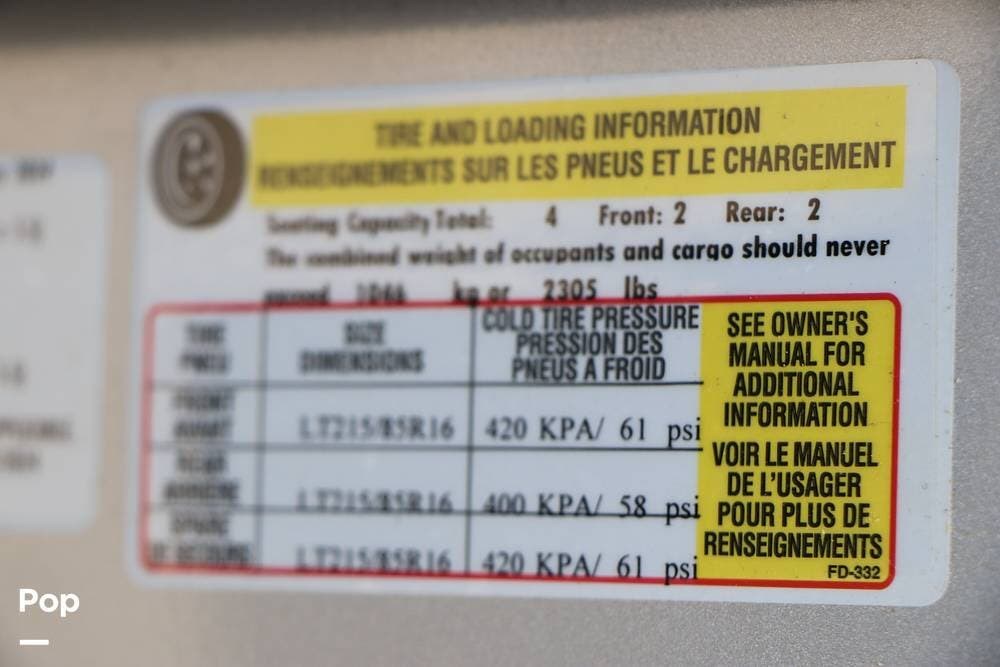 TIRE AND LOADING INFORMATION
RENSEIGNEMENTS SUR LES PNEUS ET LE CHARGEMENT
Seating Capacity Total: 4 Front: 2 Rear: 2
The combined weight of occupants and cargo should never
exceed 1046 kg or 2305 lbs
TIRE
PNEU
SIZE
DIMENSIONS
COLD TIRE PRESSURE
PRESSION DES
PNEUS A FROID
FRONT
AVANT
LT215/85R16
420 KPA/ 61 psi
REAR
ARRIÈRE
LT215/85R16
400 KPA/ 58 psi
SPARE
DE SECOURS
LT215/85R16
420 KPA/ 61 psi
SEE OWNER'S
MANUAL FOR
ADDITIONAL
INFORMATION
VOIR LE MANUEL
DE L'USAGER
POUR PLUS DE
RENSEIGNEMENTS
FD-332
Pop